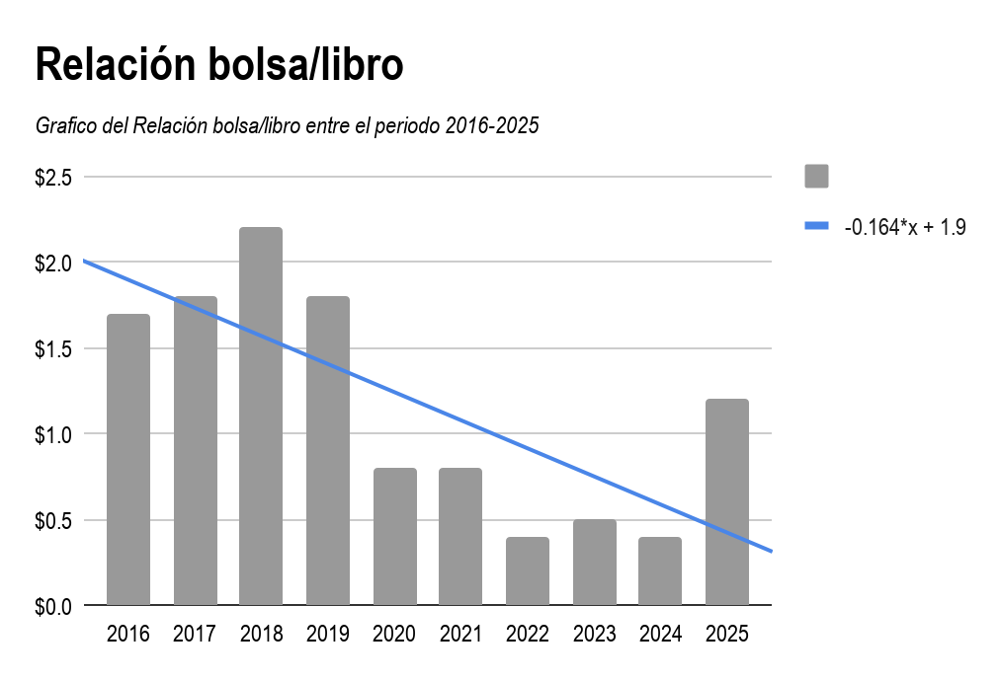 Relación bolsa/libro
Grafico del Relación bolsa/libro entre el periodo 2016-2025
$2.5
$2.0
$1.5
$1.0
$0.5
$0.0
2016 2017 2018 2019 2020 2021 2022 2023 2024 2025
-0.164*x + 1.9